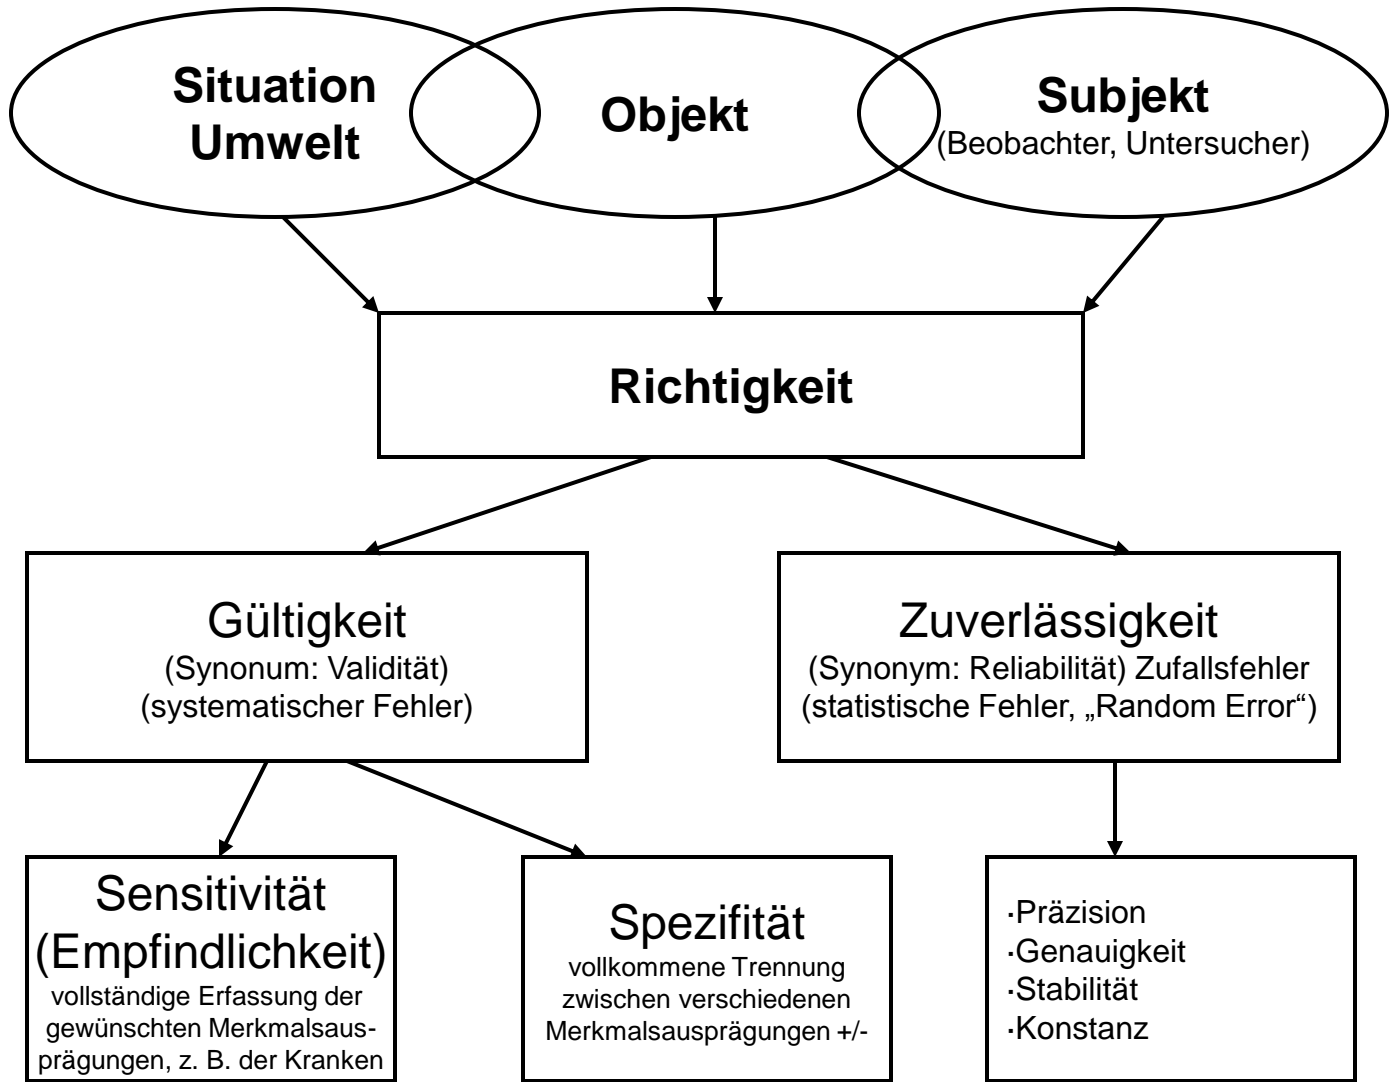 Situation
Umwelt
Objekt
Subjekt
(Beobachter, Untersucher)
Richtigkeit
Gültigkeit
(Synonum: Validität)
(systematischer Fehler)
Zuverlässigkeit
(Synonym: Reliabilität) Zufallsfehler
(statistische Fehler, „Random Error“)
Sensitivität
(Empfindlichkeit)
vollständige Erfassung der
gewünschten Merkmalsaus-
prägungen, z. B. der Kranken
Spezifität
vollkommene Trennung
zwischen verschiedenen
Merkmalsausprägungen +/-
·Präzision
·Genauigkeit
·Stabilität
·Konstanz